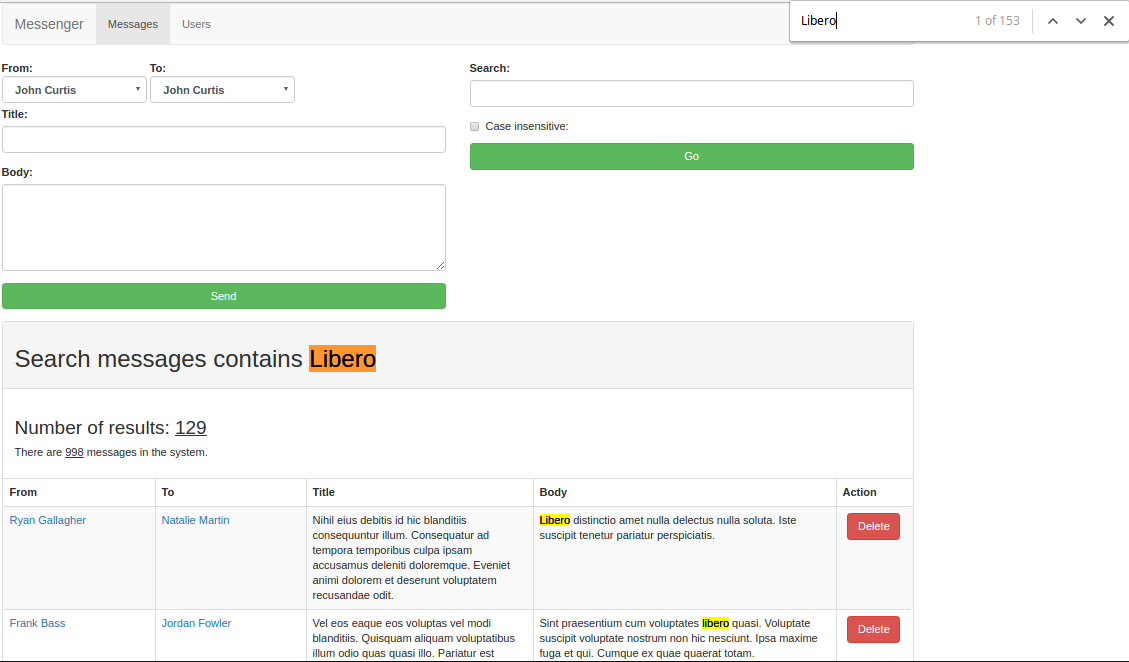 Messenger Messages Users
Libero 1 of 153
From: To:
John Curtis John Curtis
Title:
Body:
Send
Search:
Case insensitive:
Go
Search messages contains Libero
Number of results: 129
There are 998 messages in the system.
From To Title Body Action
Ryan Gallagher
Natalie Martin
Nihil eius debitis id hic blanditiis
consequuntur illum. Consequatur ad
tempora temporibus culpa ipsam
accusamus deleniti doloremque. Eveniet
animi dolorem et deserunt voluptatem
recusandae odit.
Libero distinctio amet nulla delectus nulla soluta. Iste
suscipit tenetur pariatur perspiciatis.
Delete
Frank Bass
Jordan Fowler
Vel eos eaque eos voluptas vel modi
blanditiis. Quisquam aliquam voluptatibus
illum odio quas quasi illo. Pariatur est
Sint praesentium cum voluptates libero quasi. Voluptate
suscipit voluptate nostrum non hic nesciunt. Ipsa maxime
fuga et qui. Cumque ex quae quaerat totam.
Delete